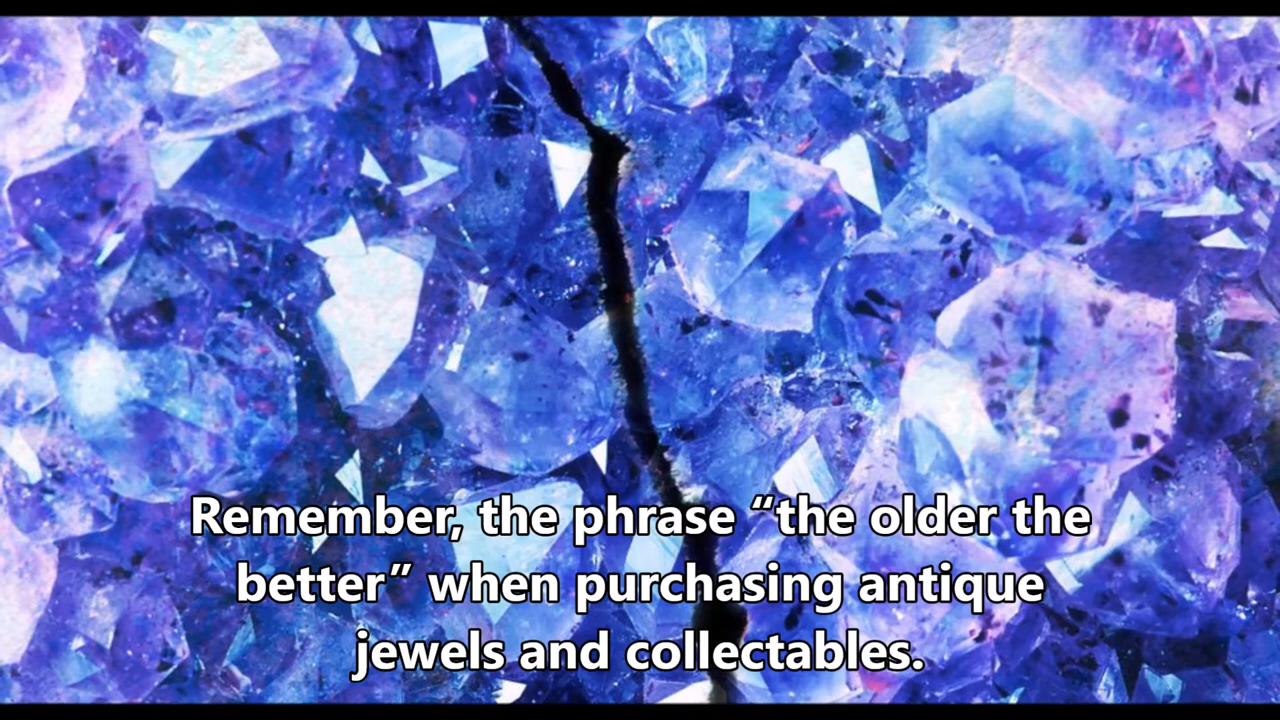 Remember, the phrase “the older the
better” when purchasing antique
jewels and collectables.